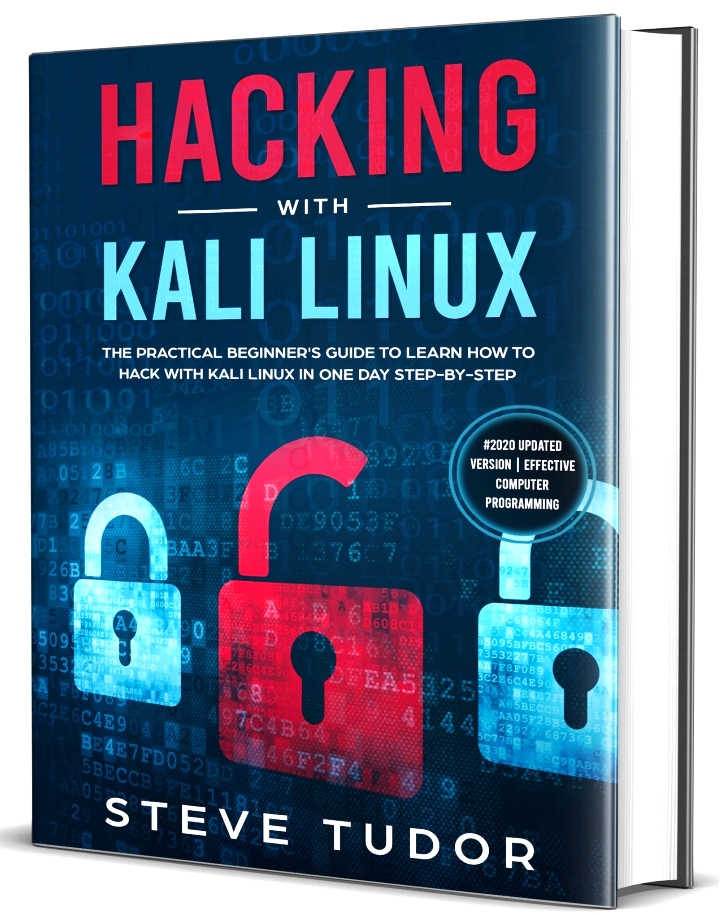 HACKING
WITH
KALI LINUX
THE PRACTICAL BEGINNER'S GUIDE TO LEARN HOW TO
HACK WITH KALI LINUX IN ONE DAY STEP-BY-STEP
#2020 UPDATED
VERSION | EFFECTIVE
COMPUTER
PROGRAMMING
STEVE TUDOR